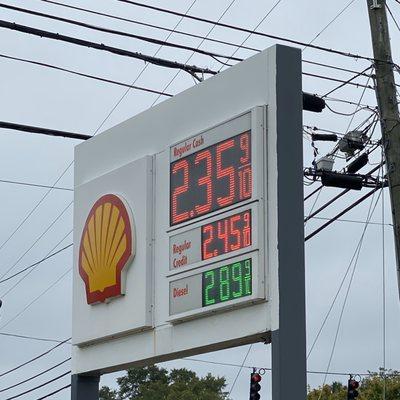 Regular Cash
2.35 9/10
Regular Credit
2.45 9/10
Diesel
2.89 9/10